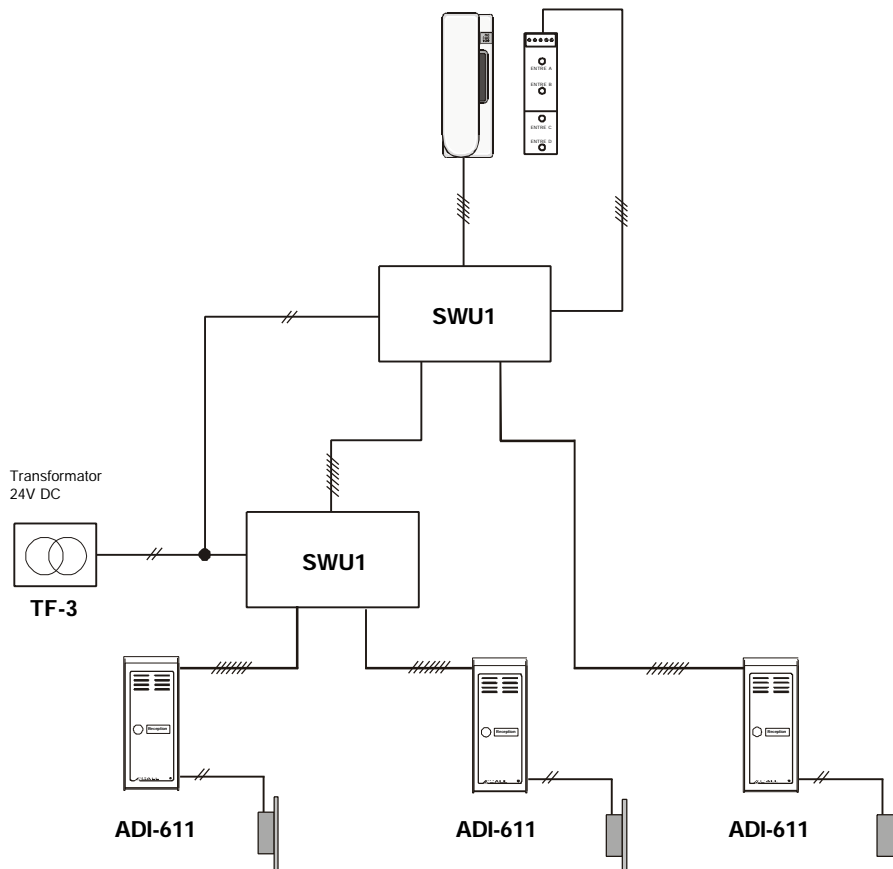 ENTRE A
ENTRE B
ENTRE C
ENTRE D
SWU1
Transformator
24V DC
SWU1
TF-3
Reception
Reception
Reception
ADI-611
ADI-611
ADI-611